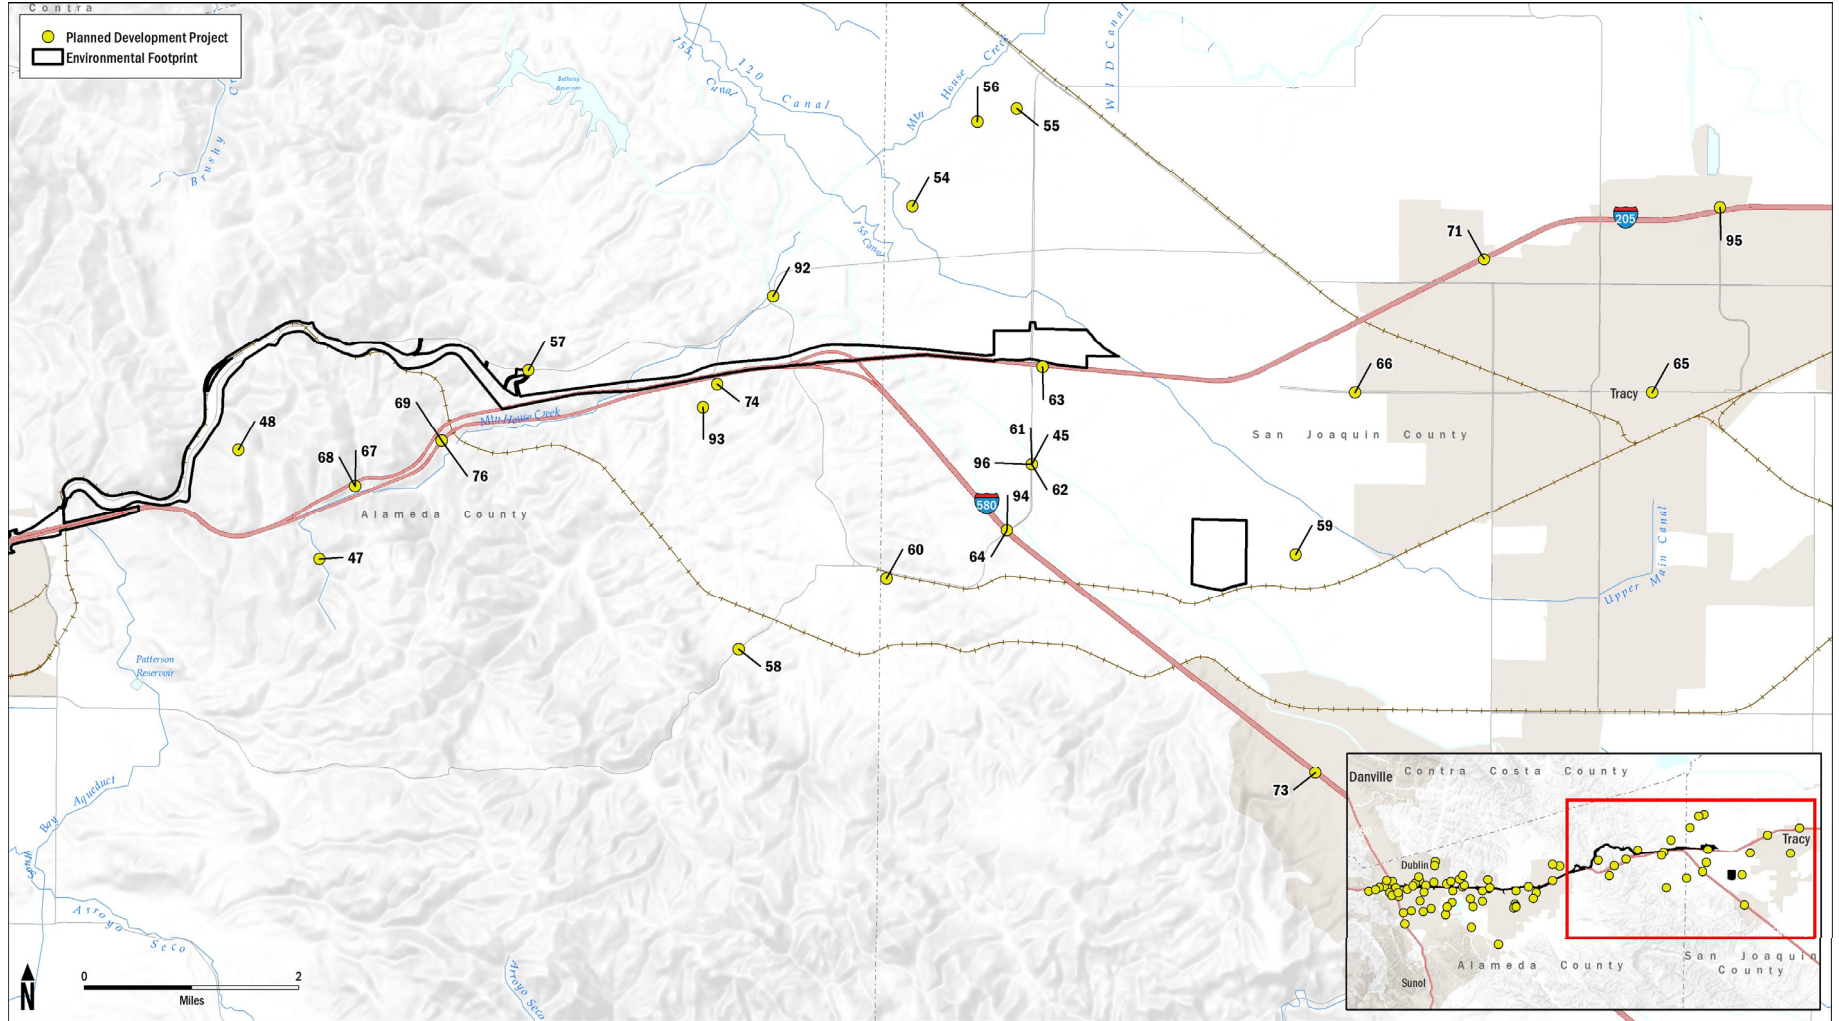 Contra
Planned Development Project
Environmental Footprint
Brushy
Cr
Bethany
Reservoir
155
Canal
120
Canal
Mtn House Creek
W I D Canal
155 Canal
56
55
54
92
57
74
93
69
76
48
67
68
47
Mtn House Creek
Alameda County
63
61
45
96
62
94
580
64
60
58
59
73
71
205
95
66
65
Tracy
San Joaquin County
Upper Main Canal
Patterson
Reservoir
South Bay Aqueduct
Arroyo Seco
Arroyo Seco
N
0
2
Miles
Danville
Contra Costa County
Dublin
Tracy
Alameda County
San Joaquin
County
Sunol